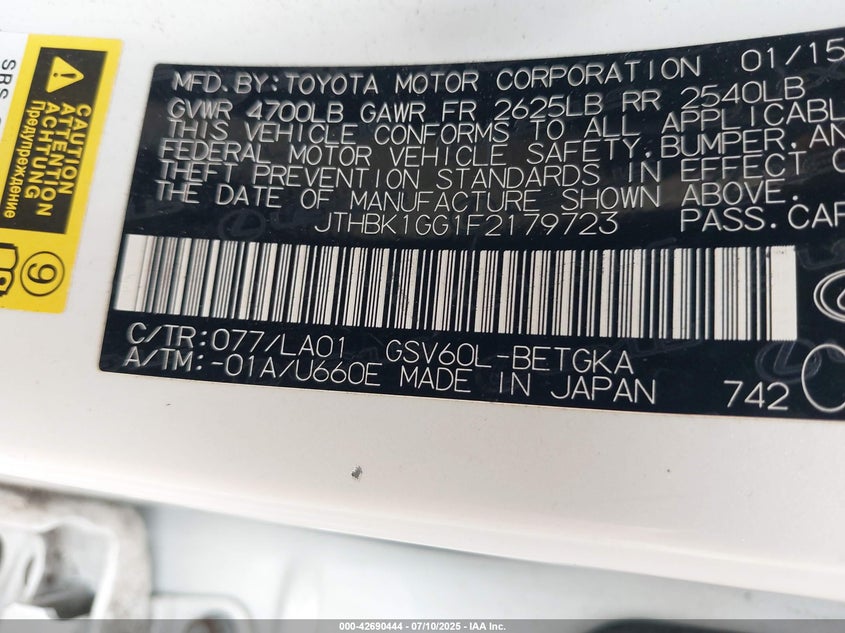 SRS
CAUTION
ATTENTION
ACHTUNG
Предупреждение
9
MFD.BY:TOYOTA MOTOR CORPORATION 01/15
GVWR 4700LB GAWR FR 2625LB RR 2540LB
THIS VEHICLE CONFORMS TO ALL APPLICABL
FEDERAL MOTOR VEHICLE SAFETY,BUMPER,AN
THEFT PREVENTION STANDARDS IN EFFECT O
THE DATE OF MANUFACTURE SHOWN ABOVE.
JTHBK1GG1F2179723 PASS.CAR
C/TR:077/LA01 GSV60L-BETGKA
A/TM:-01A/U660E MADE IN JAPAN 742
000-42690444 - 07/10/2025 - IAA Inc.